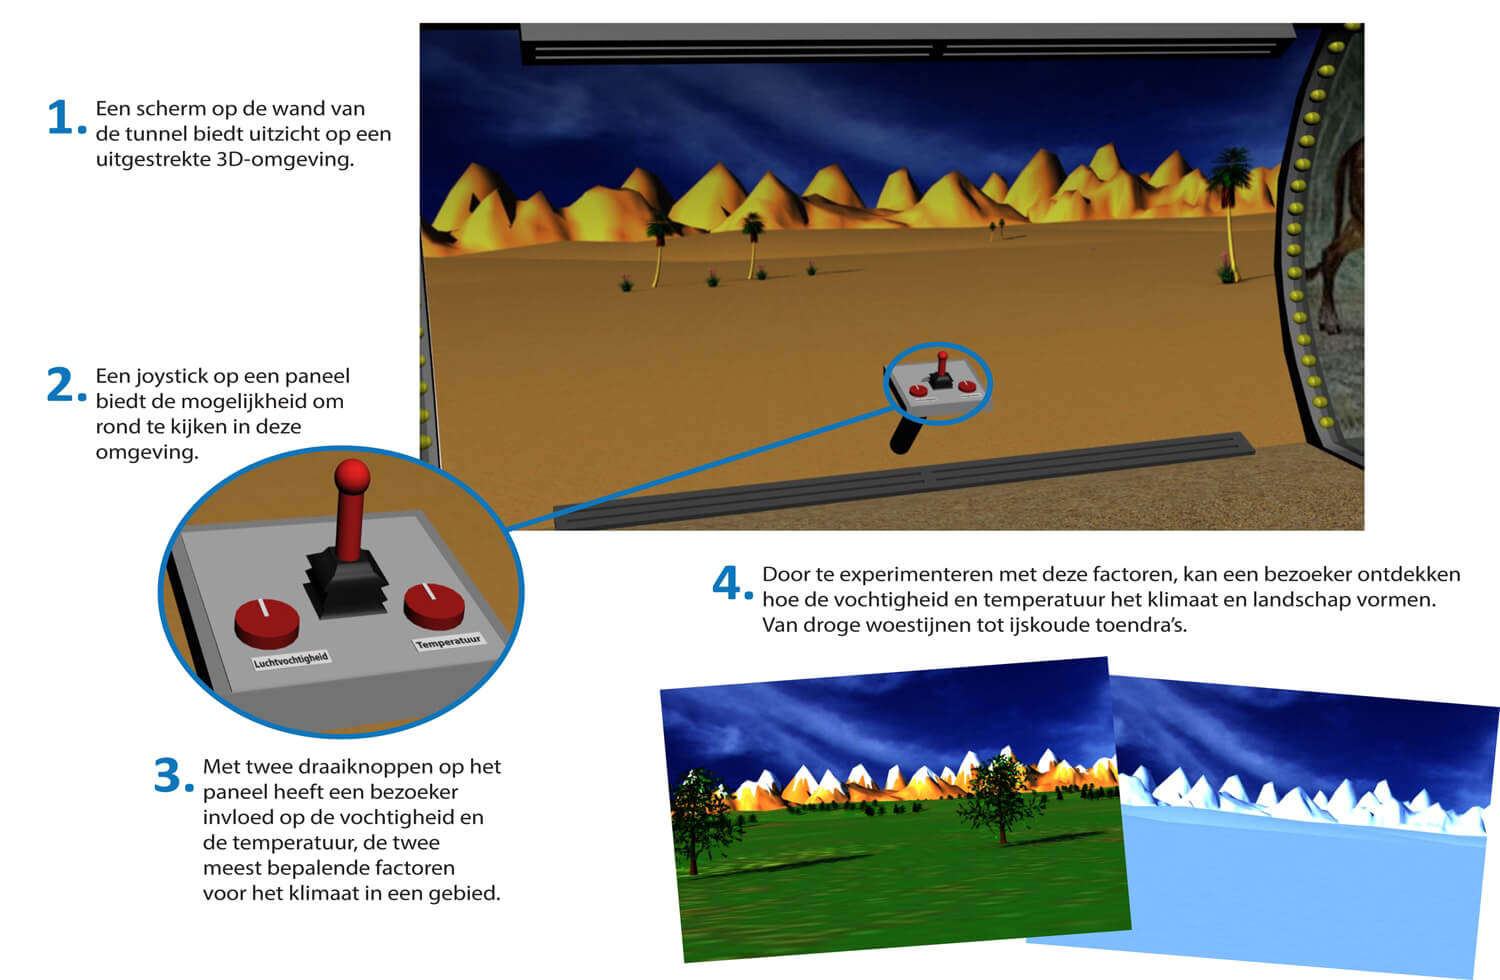 1.
Een scherm op de wand van
de tunnel biedt uitzicht op een
uitgestrekte 3D-omgeving.
2.
Een joystick op een paneel
biedt de mogelijkheid om
rond te kijken in deze
omgeving.
Luchtvochtigheid
Temperatuur
3.
Met twee draaiknoppen op het
paneel heeft een bezoeker
invloed op de vochtigheid en
de temperatuur, de twee
meest bepalende factoren
voor het klimaat in een gebied.
4.
Door te experimenteren met deze factoren, kan een bezoeker ontdekken
hoe de vochtigheid en temperatuur het klimaat en landschap vormen.
Van droge woestijnen tot ijskoude toendra's.